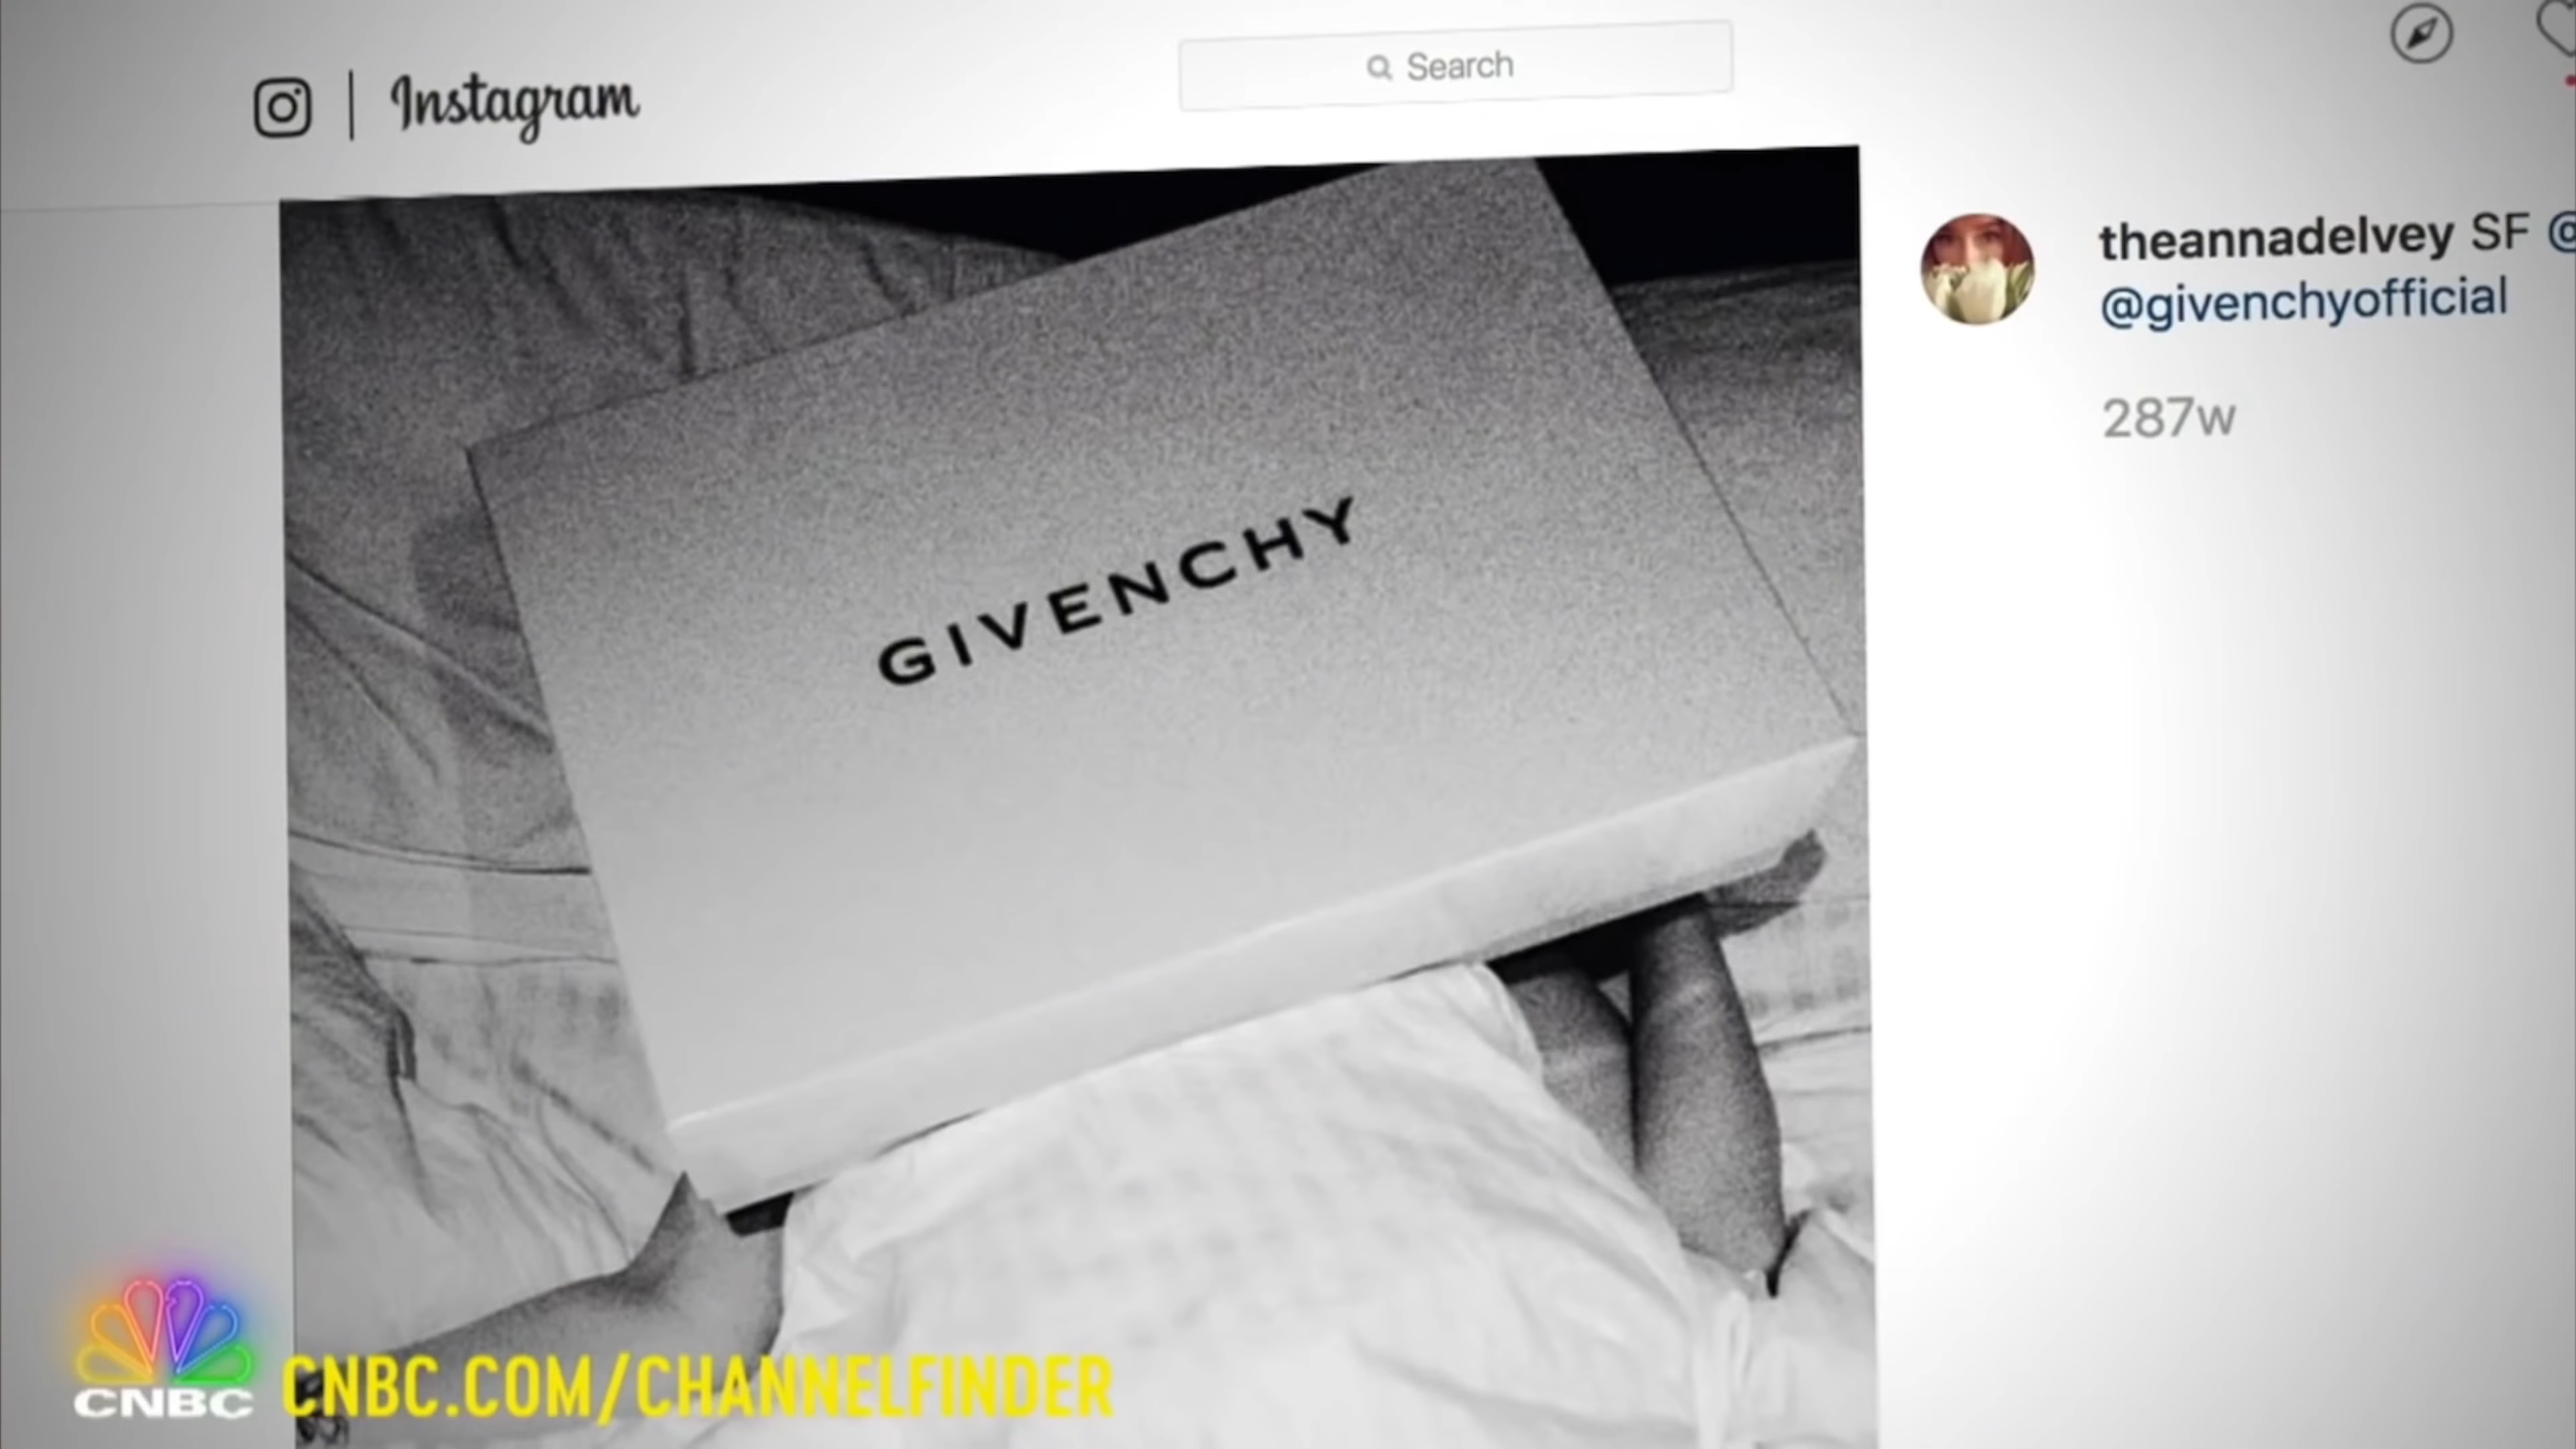 Instagram
Search
theannadelvey SF @
@givenchyofficial
287w
GIVENCHY
CNBC
CNBC.COM/CHANNELFINDER